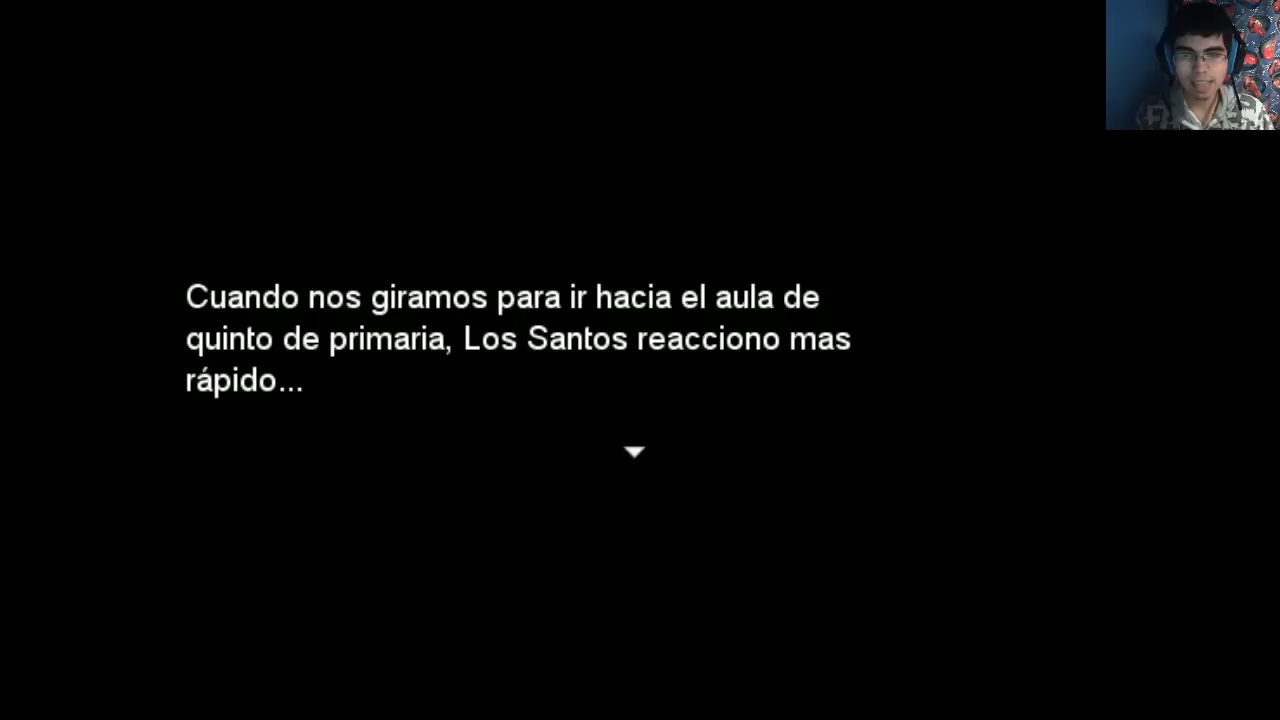 Cuando nos giramos para ir hacia el aula de
quinto de primaria, Los Santos reacciono mas
rápido...